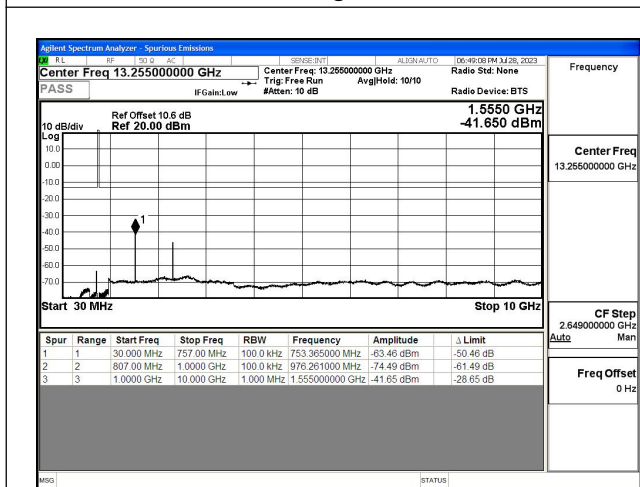 Agilent Spectrum Analyzer - Spurious Emissions
RL RF 50 Ω AC SENSE:INT ALIGN AUTO 06:49:08 PM Jul 28, 2023
Center Freq 13.255000000 GHz
Center Freq: 13.255000000 GHz
Radio Std: None
Trig: Free Run Avg|Hold: 10/10
PASS
IFGain:Low
#Atten: 10 dB
Radio Device: BTS
Frequency
Ref Offset 10.6 dB
1.5550 GHz
10 dB/div Ref 20.00 dBm
-41.650 dBm
Log
10.0
0.00
-10.0
-20.0
-30.0
1
-40.0
-50.0
-60.0
-70.0
Start 30 MHz
Stop 10 GHz
Center Freq
13.255000000 GHz
CF Step
2.649000000 GHz
Auto Man
Freq Offset
0 Hz
Spur Range Start Freq Stop Freq RBW Frequency Amplitude Δ Limit
1 1 30.000 MHz 757.00 MHz 100.0 kHz 753.365000 MHz -63.46 dBm -50.46 dB
2 2 807.00 MHz 1.0000 GHz 100.0 kHz 976.261000 MHz -74.49 dBm -61.49 dB
3 3 1.0000 GHz 10.000 GHz 1.000 MHz 1.555000000 GHz -41.65 dBm -28.65 dB
MSG
STATUS